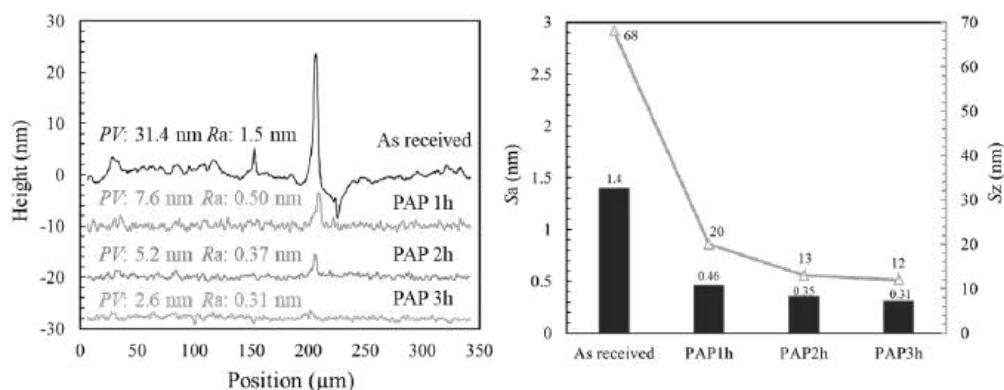 30
20
10
0
-10
-20
-30
Height (nm)
PV: 31.4 nm Ra: 1.5 nm
As received
PV: 7.6 nm Ra: 0.50 nm
PAP 1h
PV: 5.2 nm Ra: 0.37 nm
PAP 2h
PV: 2.6 nm Ra: 0.31 nm
PAP 3h
0 50 100 150 200 250 300 350
Position (μm)
3
2.5
2
1.5
1
0.5
0
Sa (nm)
68
1.4
20
0.46
13
0.35
12
0.31
As received PAP1h PAP2h PAP3h
70
60
50
40
30
20
10
0
Sz (nm)